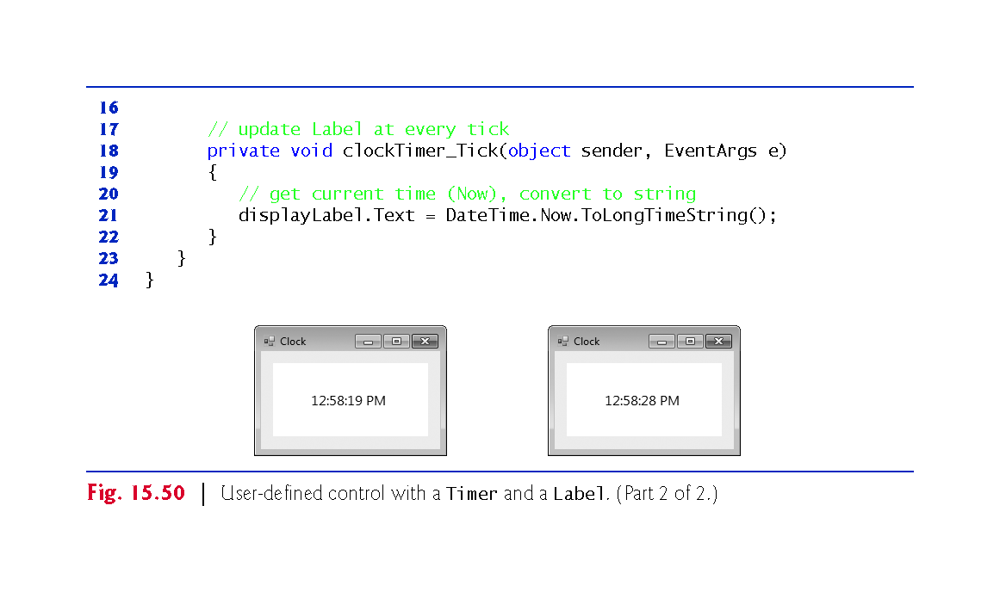 16
17 // update Label at every tick
18 private void clockTimer_Tick(object sender, EventArgs e)
19 {
20 // get current time (Now), convert to string
21 displayLabel.Text = DateTime.Now.ToLongTimeString();
22 }
23 }
24 }
Clock
12:58:19 PM
Clock
12:58:28 PM
Fig. 15.50 | User-defined control with a Timer and a Label. (Part 2 of 2.)